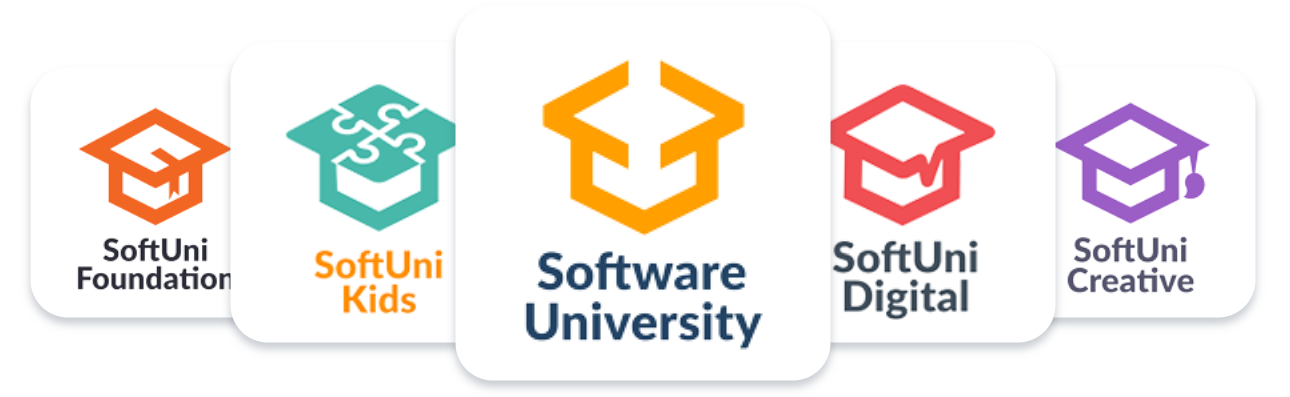 SoftUni
Foundation
SoftUni
Kids
Software
University
SoftUni
Digital
SoftUni
Creative